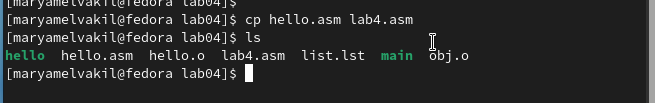 [maryamelvakil@fedora lab04]$
[maryamelvakil@fedora lab04]$ cp hello.asm lab4.asm
[maryamelvakil@fedora lab04]$ ls
hello  hello.asm  hello.o  lab4.asm  list.lst  main  obj.o
[maryamelvakil@fedora lab04]$